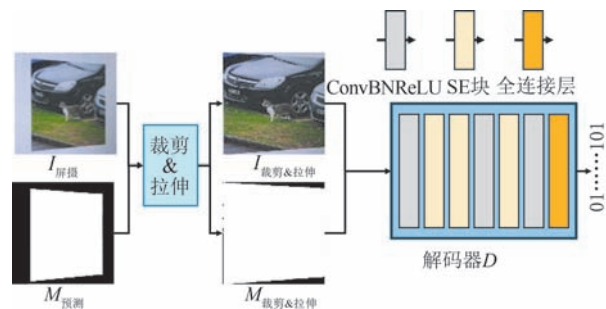 ConvBNReLU SE块 全连接层
I屏摄
裁剪
&
拉伸
I裁剪&拉伸
M预测
M裁剪&拉伸
解码器D
01……101